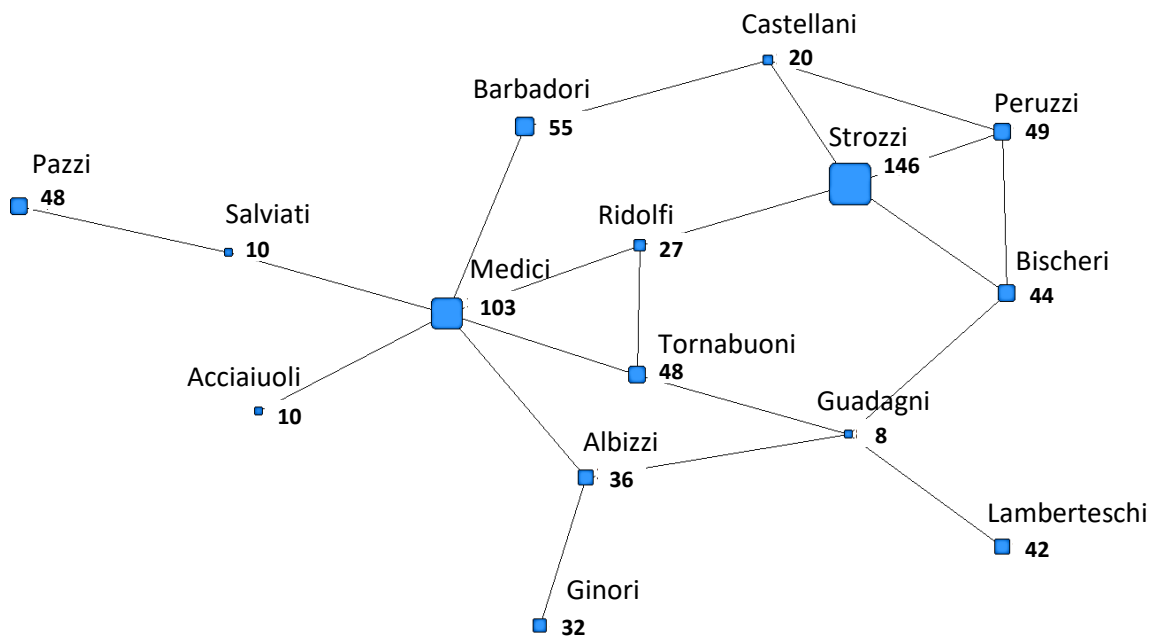 Castellani
20
Barbadori
55
Peruzzi
49
Strozzi
146
Pazzi
48
Salviati
10
Ridolfi
27
Medici
103
Bischeri
44
Tornabuoni
48
Acciaiuoli
10
Guadagni
8
Albizzi
36
Lamberteschi
42
Ginori
32